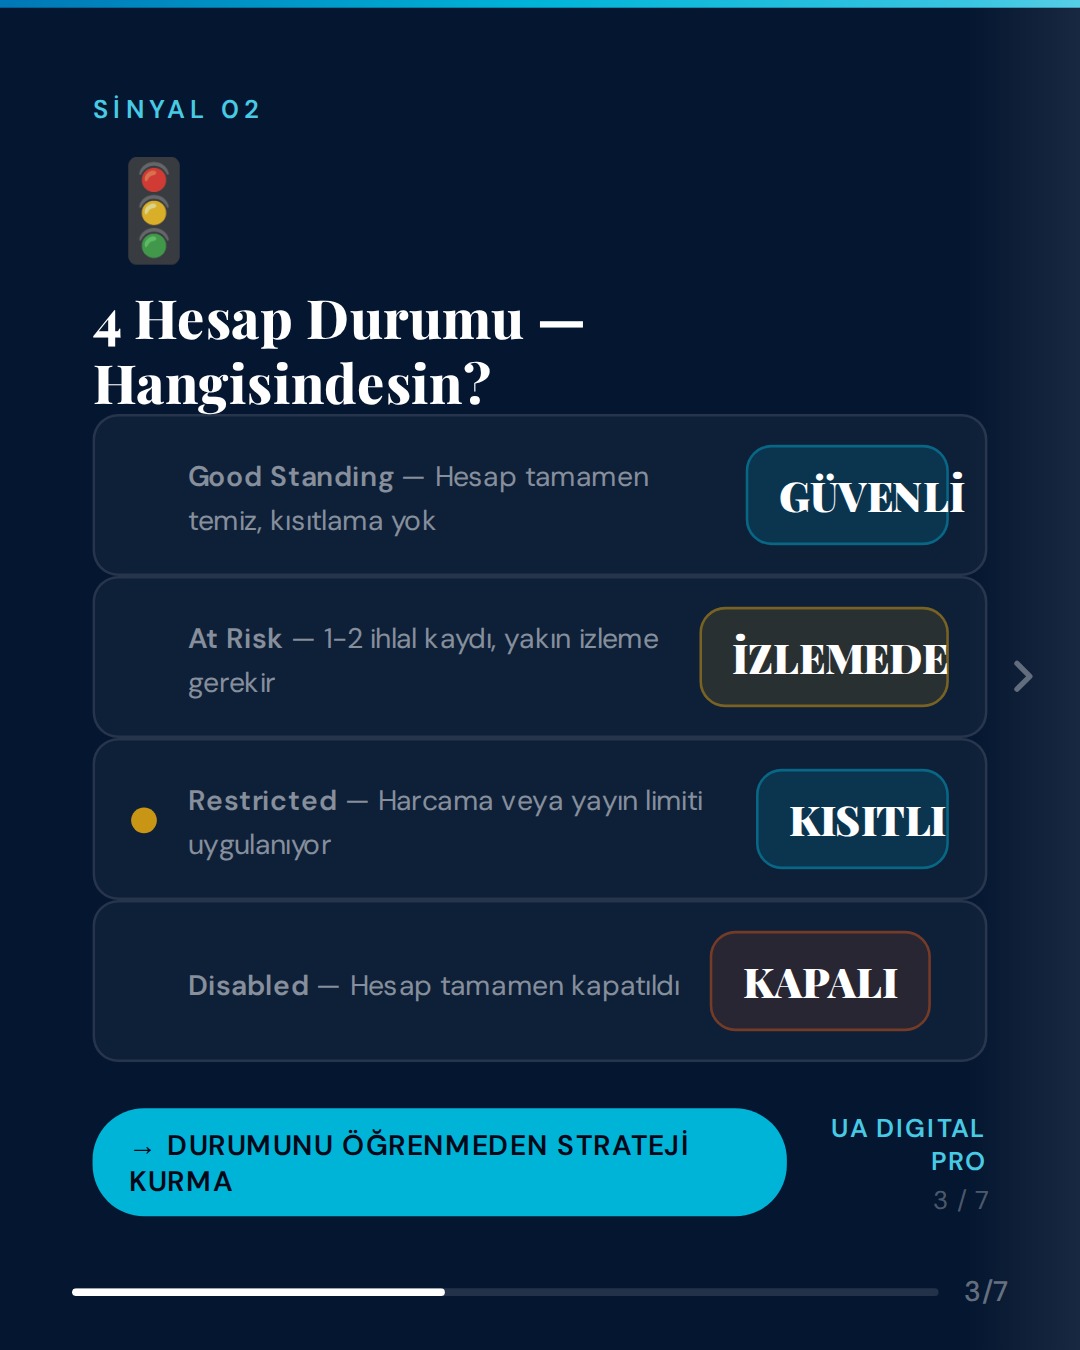 SİNYAL 02
4 Hesap Durumu —
Hangisindesin?
Good Standing — Hesap tamamen
temiz, kısıtlama yok
GÜVENLİ
At Risk — 1-2 ihlal kaydı, yakın izleme
gerekir
İZLEMEDE
Restricted — Harcama veya yayın limiti
uygulanıyor
KISITLI
Disabled — Hesap tamamen kapatıldı
KAPALI
→ DURUMUNU ÖĞRENMEDEN STRATEJİ
KURMA
UA DIGITAL
PRO
3 / 7
3/7